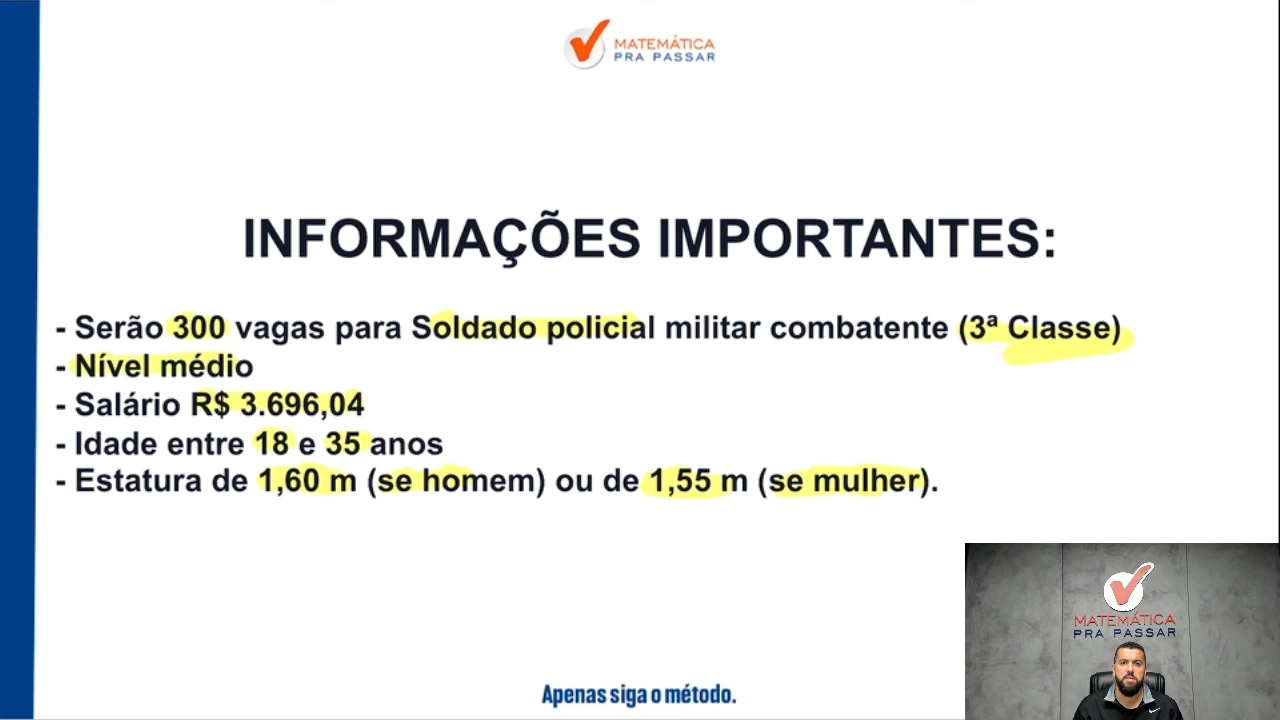 MATEMÁTICA
PRA PASSAR
INFORMAÇÕES IMPORTANTES:
- Serão 300 vagas para Soldado policial militar combatente (3ª Classe)
- Nível médio
- Salário R$ 3.696,04
- Idade entre 18 e 35 anos
- Estatura de 1,60 m (se homem) ou de 1,55 m (se mulher).
MATEMÁTICA
PRA PASSAR
Apenas siga o método.